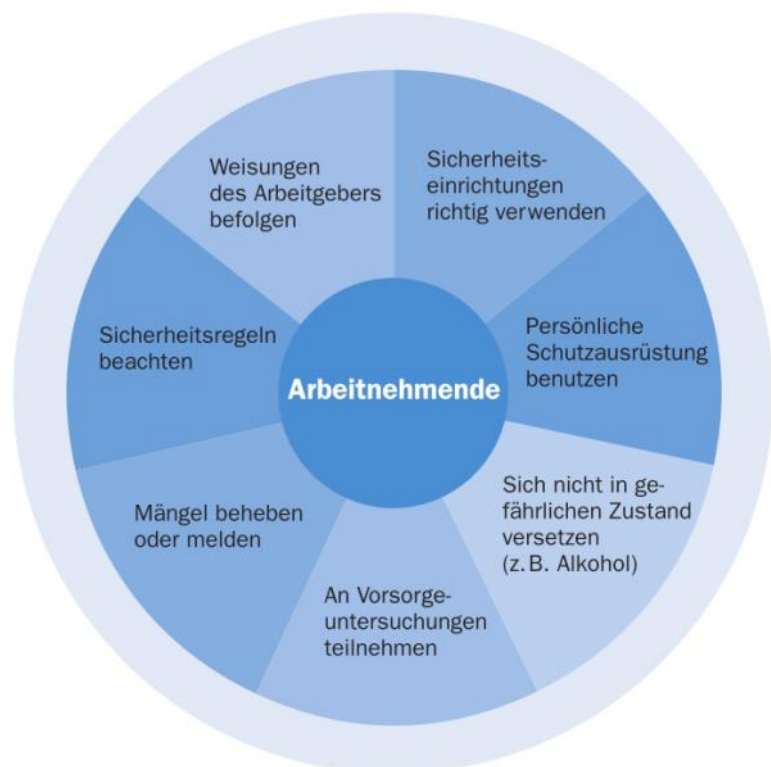 Weisungen
des Arbeitgebers
befolgen
Sicherheits-
einrichtungen
richtig verwenden
Persönliche
Schutzausrüstung
benutzen
Sich nicht in ge-
fährlichen Zustand
versetzen
(z. B. Alkohol)
An Vorsorge-
untersuchungen
teilnehmen
Mängel beheben
oder melden
Sicherheitsregeln
beachten
Arbeitnehmende